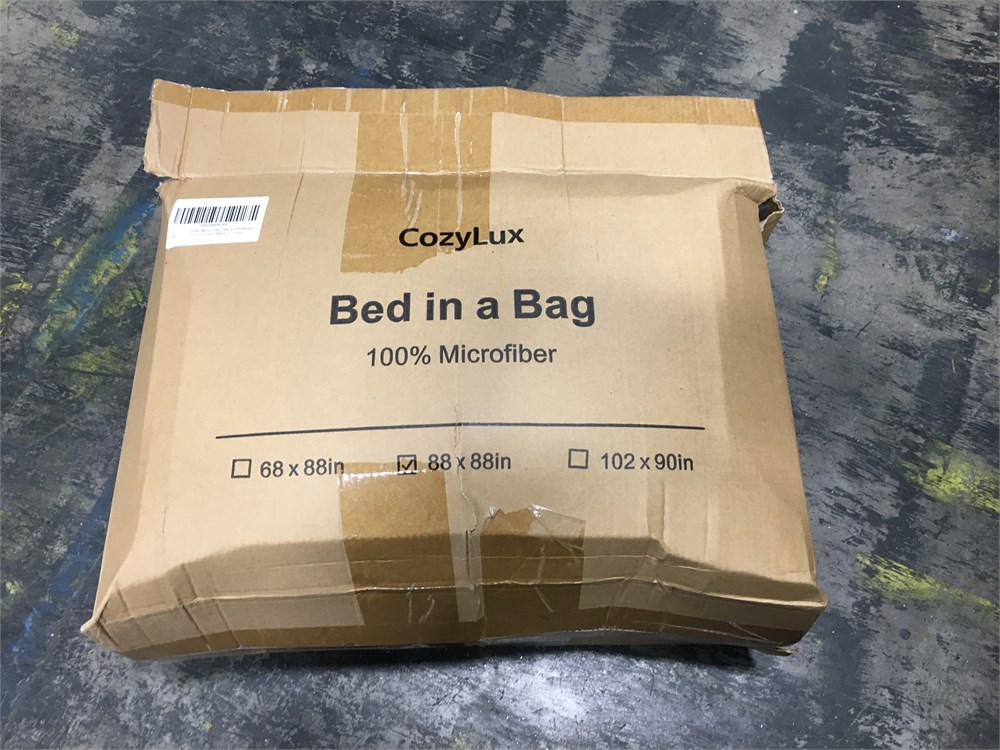 CozyLux
Bed in a Bag
100% Microfiber
68 x 88in
88 x 88in
102 x 90in